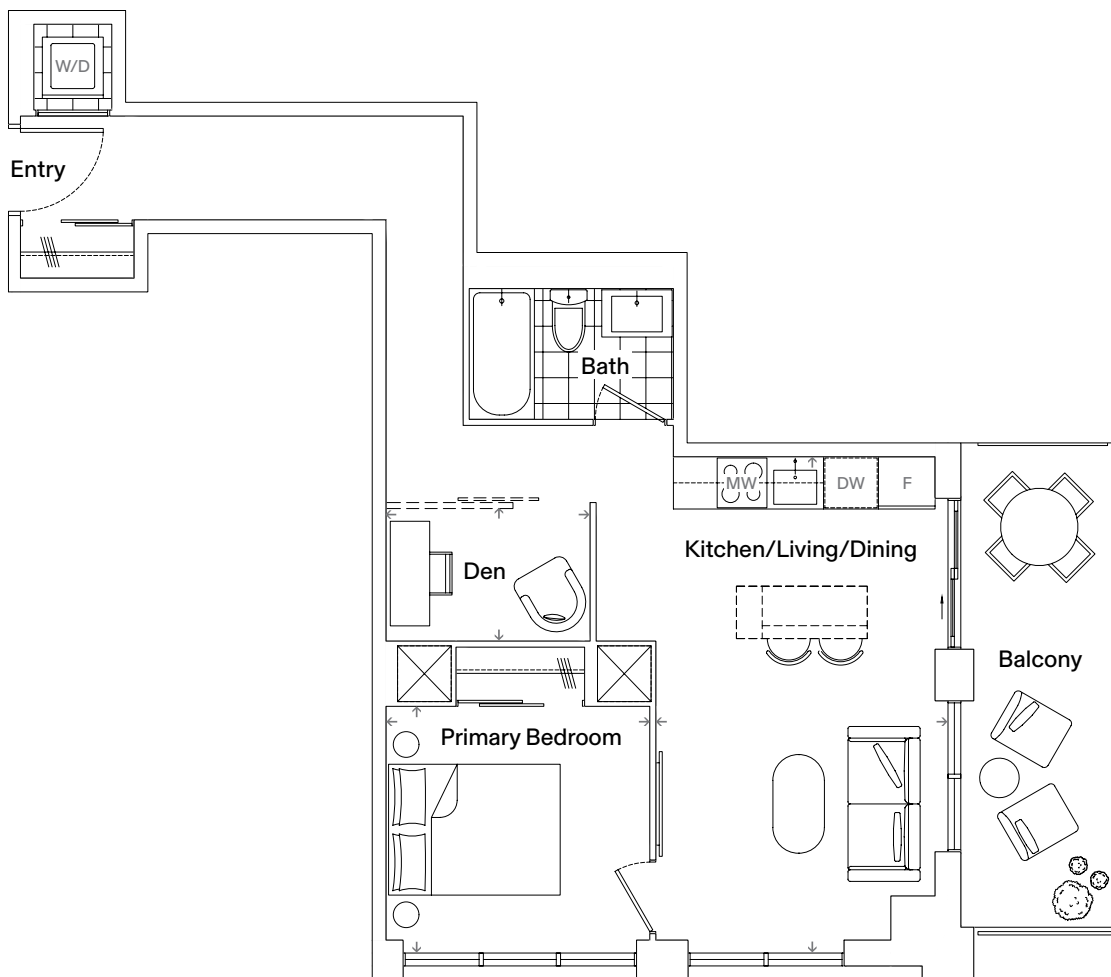 W/D
Entry
Bath
MW
DW
F
Kitchen/Living/Dining
Den
Balcony
Primary Bedroom